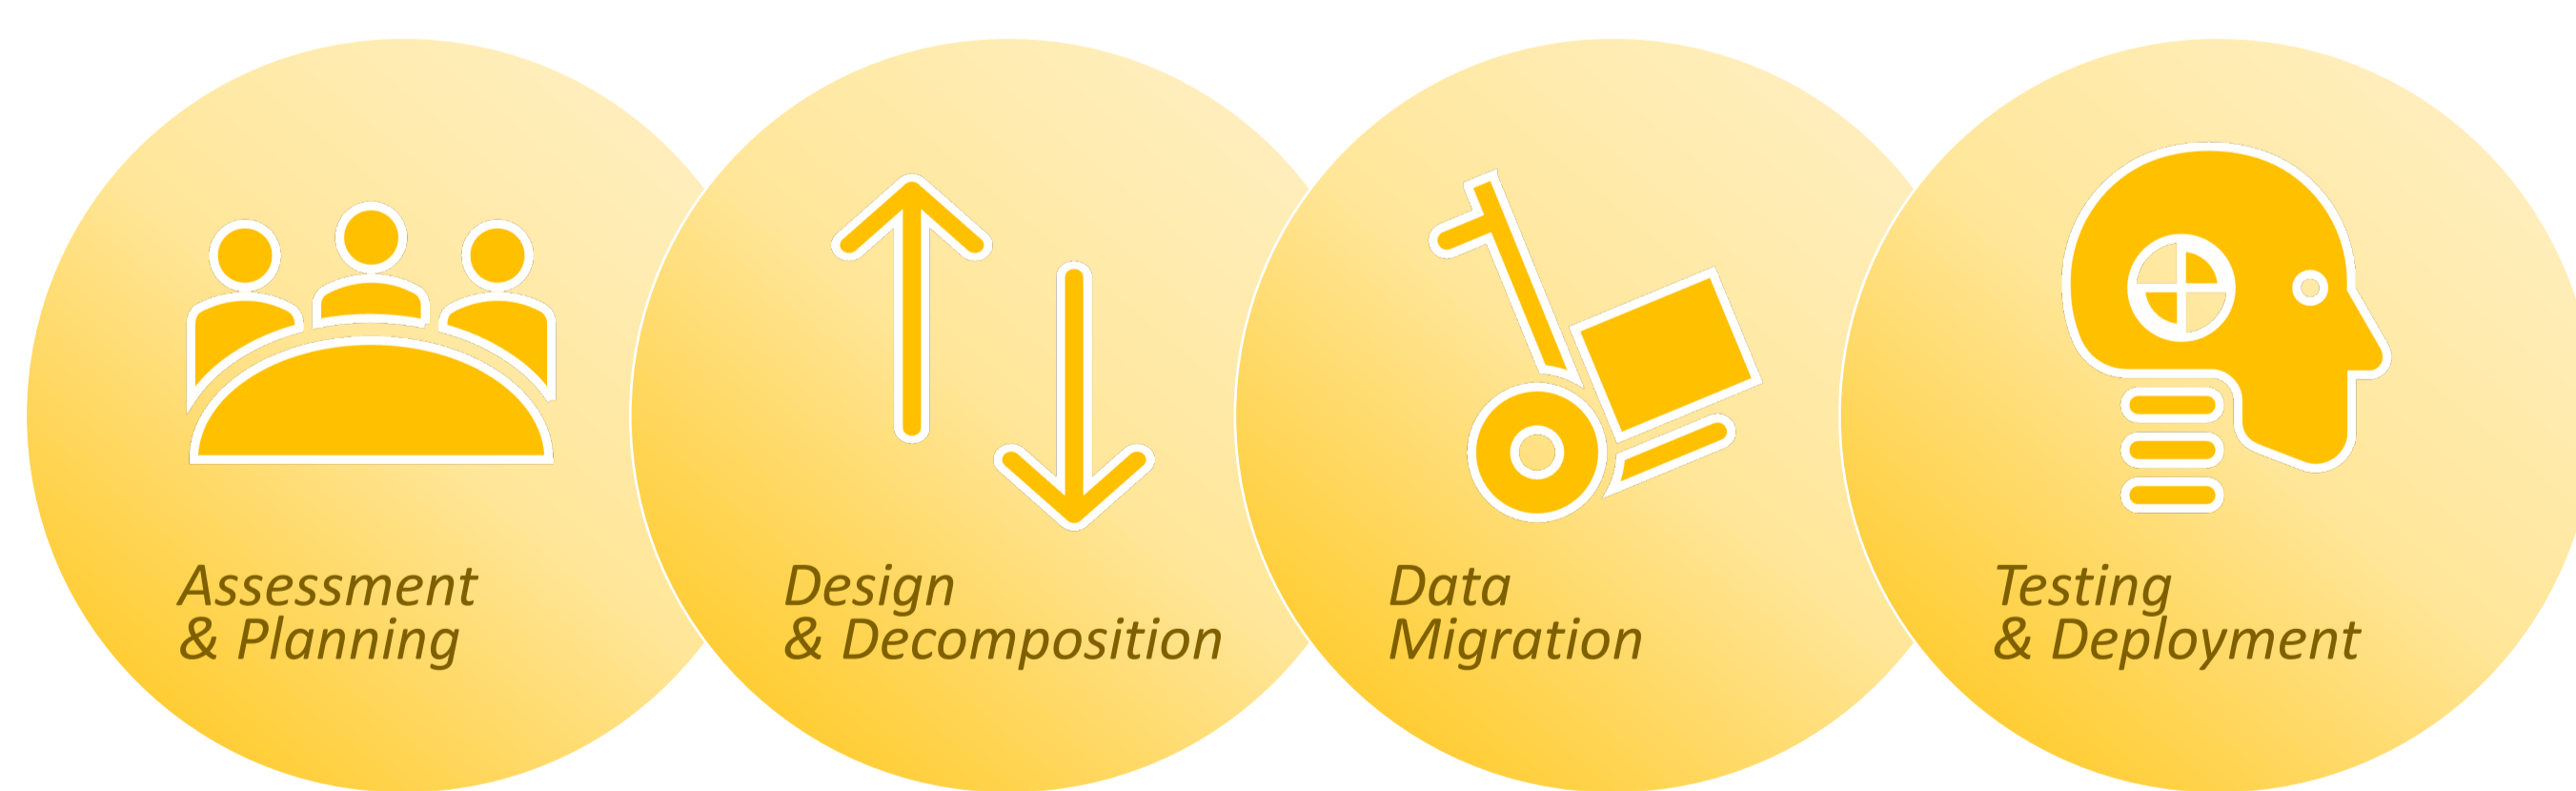 Assessment
& Planning
Design
& Decomposition
Data
Migration
Testing
& Deployment